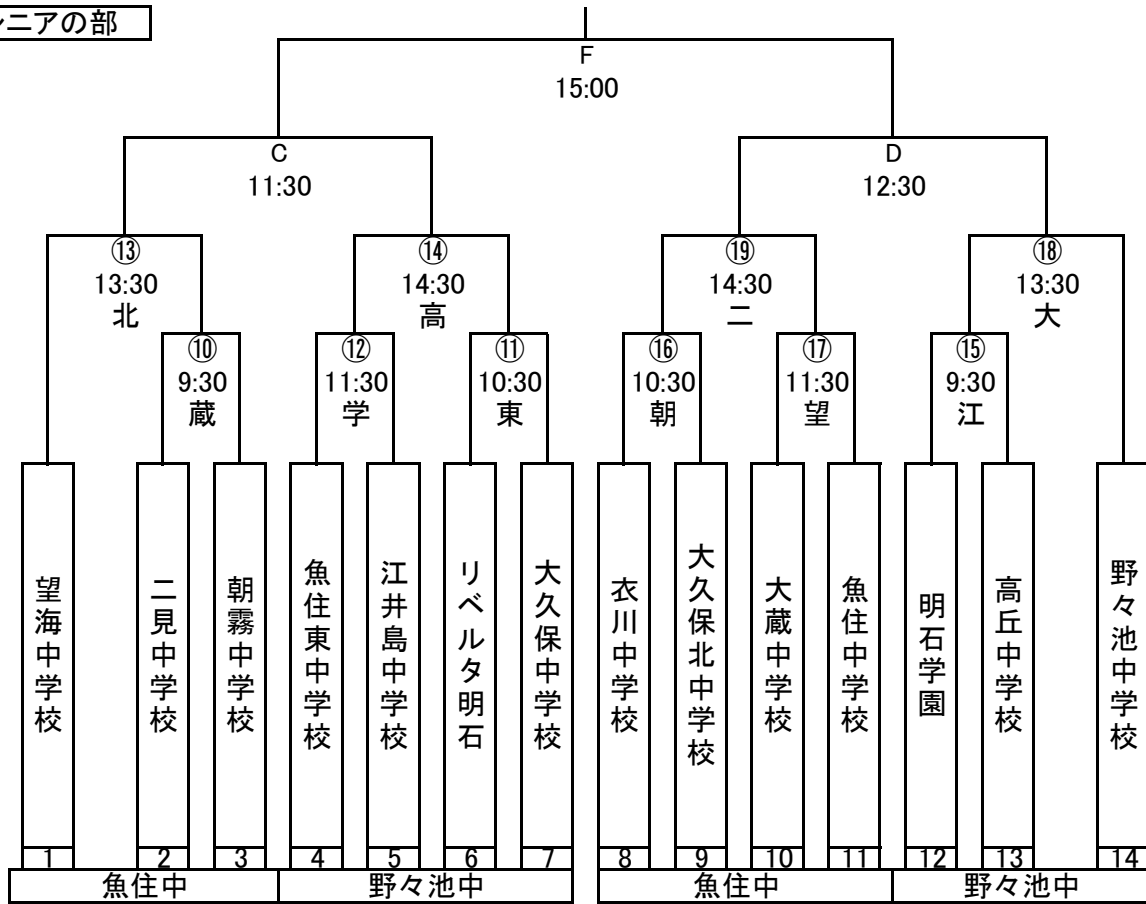 ニアの部
F
15:00
C
11:30
D
12:30
⑬
13:30
北
⑭
14:30
高
⑲
14:30
二
⑱
13:30
大
⑩
9:30
蔵
⑫
11:30
学
⑪
10:30
東
⑯
10:30
朝
⑰
11:30
望
⑮
9:30
江
望海中学校
二見中学校
朝霧中学校
魚住東中学校
江井島中学校
リベルタ明石
大久保中学校
衣川中学校
大久保北中学校
大蔵中学校
魚住中学校
明石学園
高丘中学校
野々池中学校
1 2 3 4 5 6 7 8 9 10 11 12 13 14
魚住中 野々池中 魚住中 野々池中